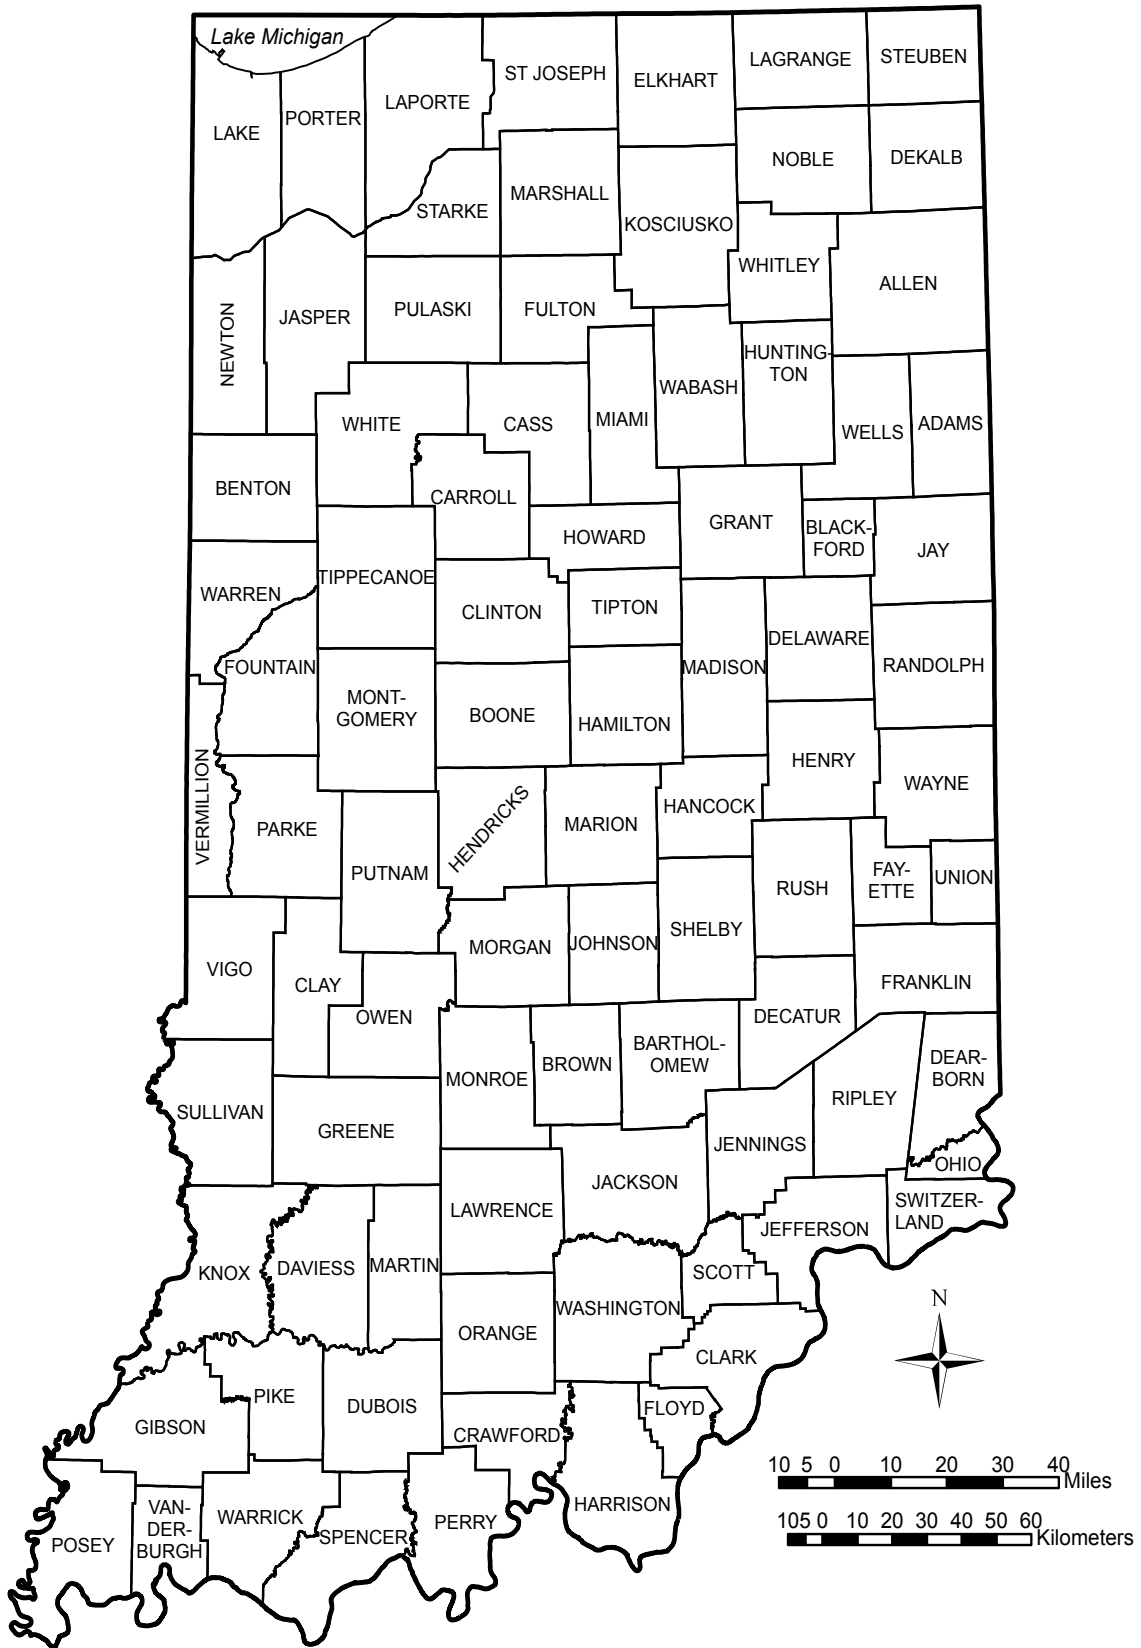 Lake Michigan
LAKE
PORTER
LAPORTE
ST JOSEPH
ELKHART
LAGRANGE
STEUBEN
NOBLE
DEKALB
STARKE
MARSHALL
KOSCIUSKO
WHITLEY
ALLEN
NEWTON
JASPER
PULASKI
FULTON
HUNTING-
TON
WABASH
MIAMI
WHITE
CASS
WELLS
ADAMS
BENTON
CARROLL
HOWARD
GRANT
BLACK-
FORD
JAY
WARREN
TIPPECANOE
CLINTON
TIPTON
MADISON
DELAWARE
RANDOLPH
FOUNTAIN
MONT-
GOMERY
BOONE
HAMILTON
HENRY
WAYNE
VERMILLION
PARKE
PUTNAM
HENDRICKS
MARION
HANCOCK
RUSH
FAY-
ETTE
UNION
VIGO
CLAY
OWEN
MORGAN
JOHNSON
SHELBY
DECATUR
FRANKLIN
SULLIVAN
GREENE
MONROE
BROWN
BARTHOL-
OMEW
JENNINGS
RIPLEY
DEAR-
BORN
OHIO
SWITZER-
LAND
JEFFERSON
JACKSON
LAWRENCE
KNOX
DAVIESS
MARTIN
ORANGE
WASHINGTON
SCOTT
CLARK
FLOYD
HARRISON
CRAWFORD
DUBOIS
PIKE
GIBSON
POSEY
VAN-
DER-
BURGH
WARRICK
SPENCER
PERRY
N
10 5 0 10 20 30 40
Miles
105 0 10 20 30 40 50 60
Kilometers